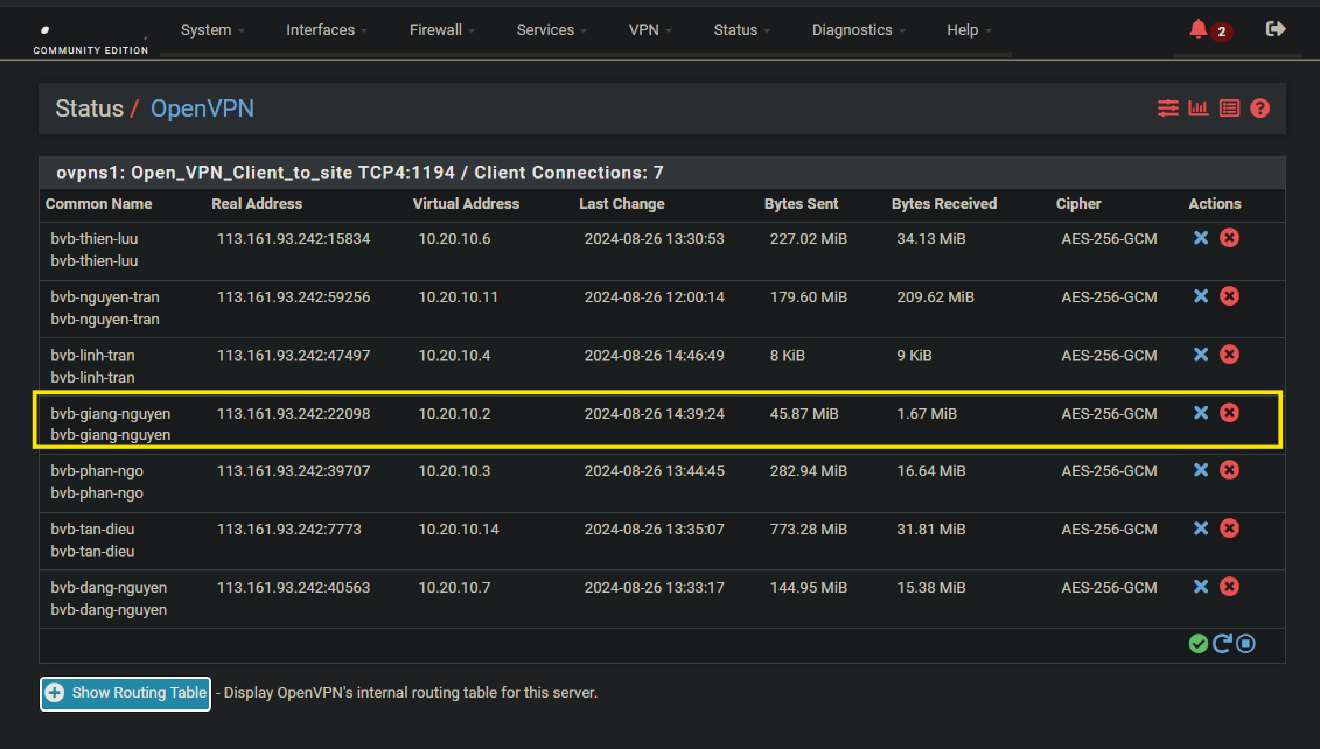 COMMUNITY EDITION
System Interfaces Firewall Services VPN Status Diagnostics Help 2
Status / OpenVPN
ovpns1: Open_VPN_Client_to_site TCP4:1194 / Client Connections: 7
Common Name Real Address Virtual Address Last Change Bytes Sent Bytes Received Cipher Actions
bvb-thien-luu 113.161.93.242:15834 10.20.10.6 2024-08-26 13:30:53 227.02 MiB 34.13 MiB AES-256-GCM
bvb-thien-luu
bvb-nguyen-tran 113.161.93.242:59256 10.20.10.11 2024-08-26 12:00:14 179.60 MiB 209.62 MiB AES-256-GCM
bvb-nguyen-tran
bvb-linh-tran 113.161.93.242:47497 10.20.10.4 2024-08-26 14:46:49 8 KiB 9 KiB AES-256-GCM
bvb-linh-tran
bvb-giang-nguyen 113.161.93.242:22098 10.20.10.2 2024-08-26 14:39:24 45.87 MiB 1.67 MiB AES-256-GCM
bvb-giang-nguyen
bvb-phan-ngo 113.161.93.242:39707 10.20.10.3 2024-08-26 13:44:45 282.94 MiB 16.64 MiB AES-256-GCM
bvb-phan-ngo
bvb-tan-dieu 113.161.93.242:7773 10.20.10.14 2024-08-26 13:35:07 773.28 MiB 31.81 MiB AES-256-GCM
bvb-tan-dieu
bvb-dang-nguyen 113.161.93.242:40563 10.20.10.7 2024-08-26 13:33:17 144.95 MiB 15.38 MiB AES-256-GCM
bvb-dang-nguyen
Show Routing Table - Display OpenVPN's internal routing table for this server.